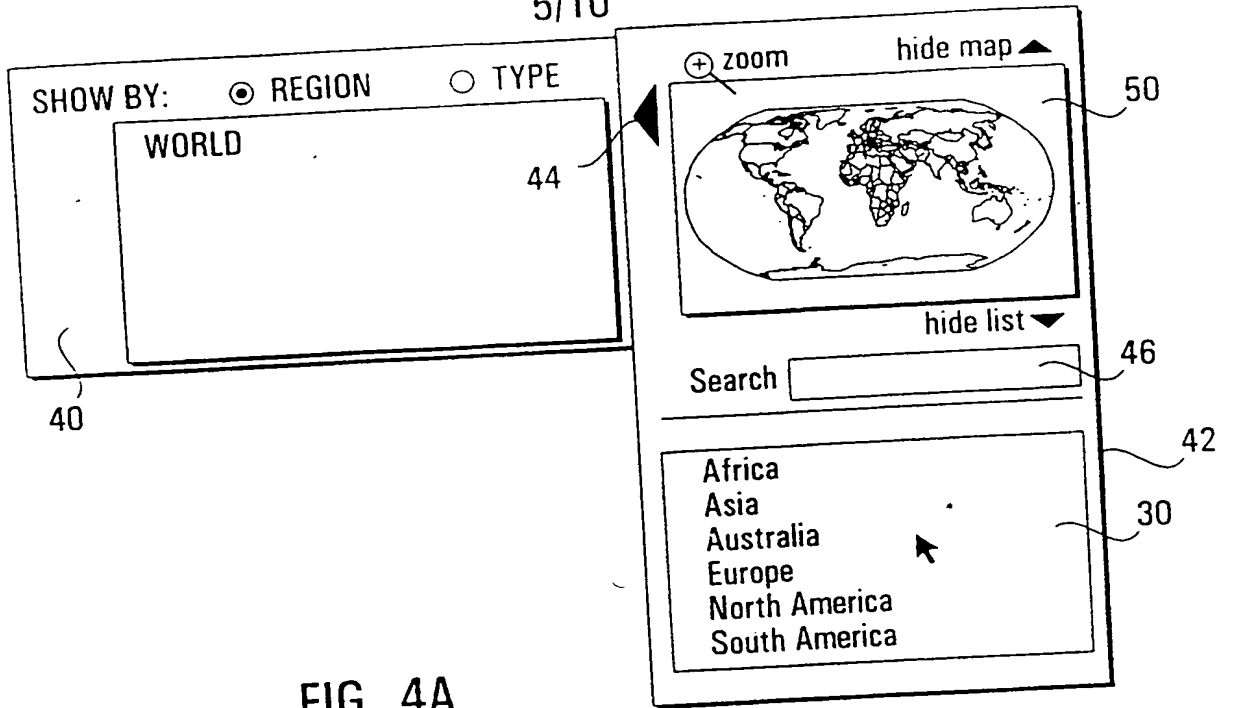 5/10
SHOW BY: REGION TYPE
WORLD
zoom hide map
50
44
hide list
Search
46
40
42
Africa
Asia
Australia
Europe
North America
South America
30
FIG. 4A